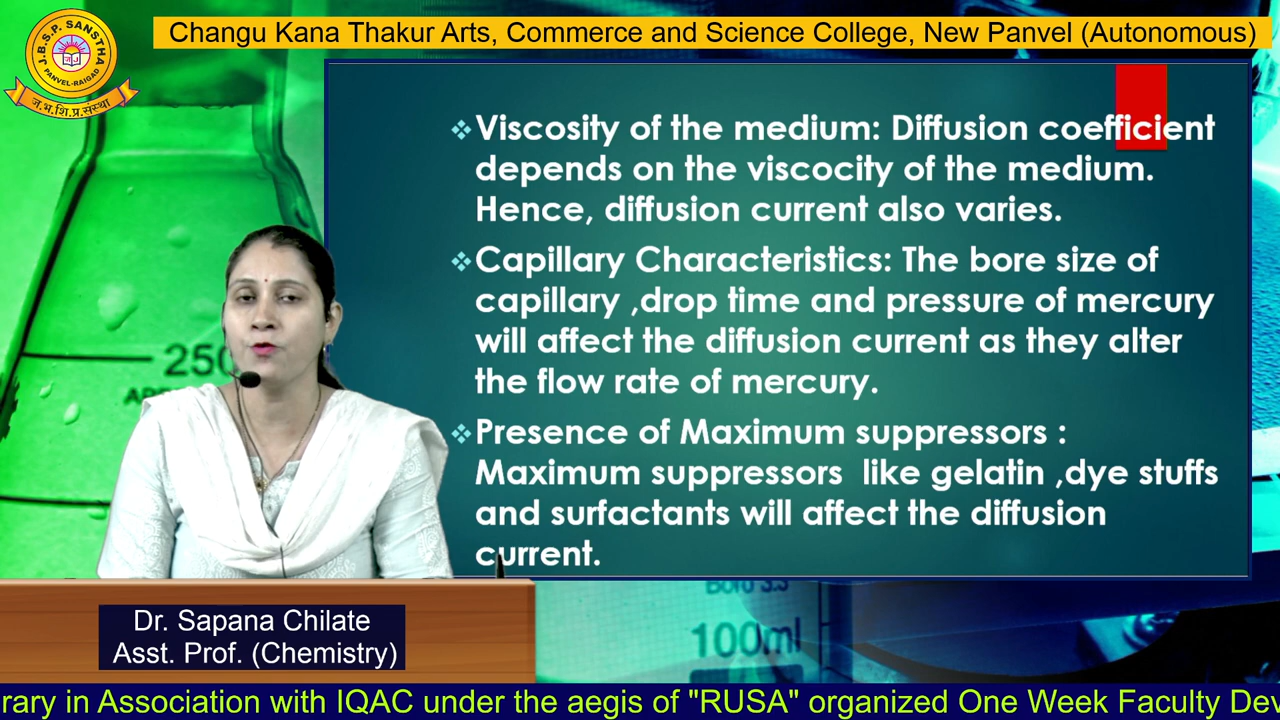 Changu Kana Thakur Arts, Commerce and Science College, New Panvel (Autonomous)
J.B.S.P. SANSTHA
PANVEL-RAIGAD
ज.भ.शि.प्र.संस्था
❖Viscosity of the medium: Diffusion coefficient
depends on the viscocity of the medium.
Hence, diffusion current also varies.
❖Capillary Characteristics: The bore size of
capillary ,drop time and pressure of mercury
will affect the diffusion current as they alter
the flow rate of mercury.
❖Presence of Maximum suppressors :
Maximum suppressors like gelatin ,dye stuffs
and surfactants will affect the diffusion
current.
250
100ml
Dr. Sapana Chilate
Asst. Prof. (Chemistry)
rary in Association with IQAC under the aegis of "RUSA" organized One Week Faculty Dev